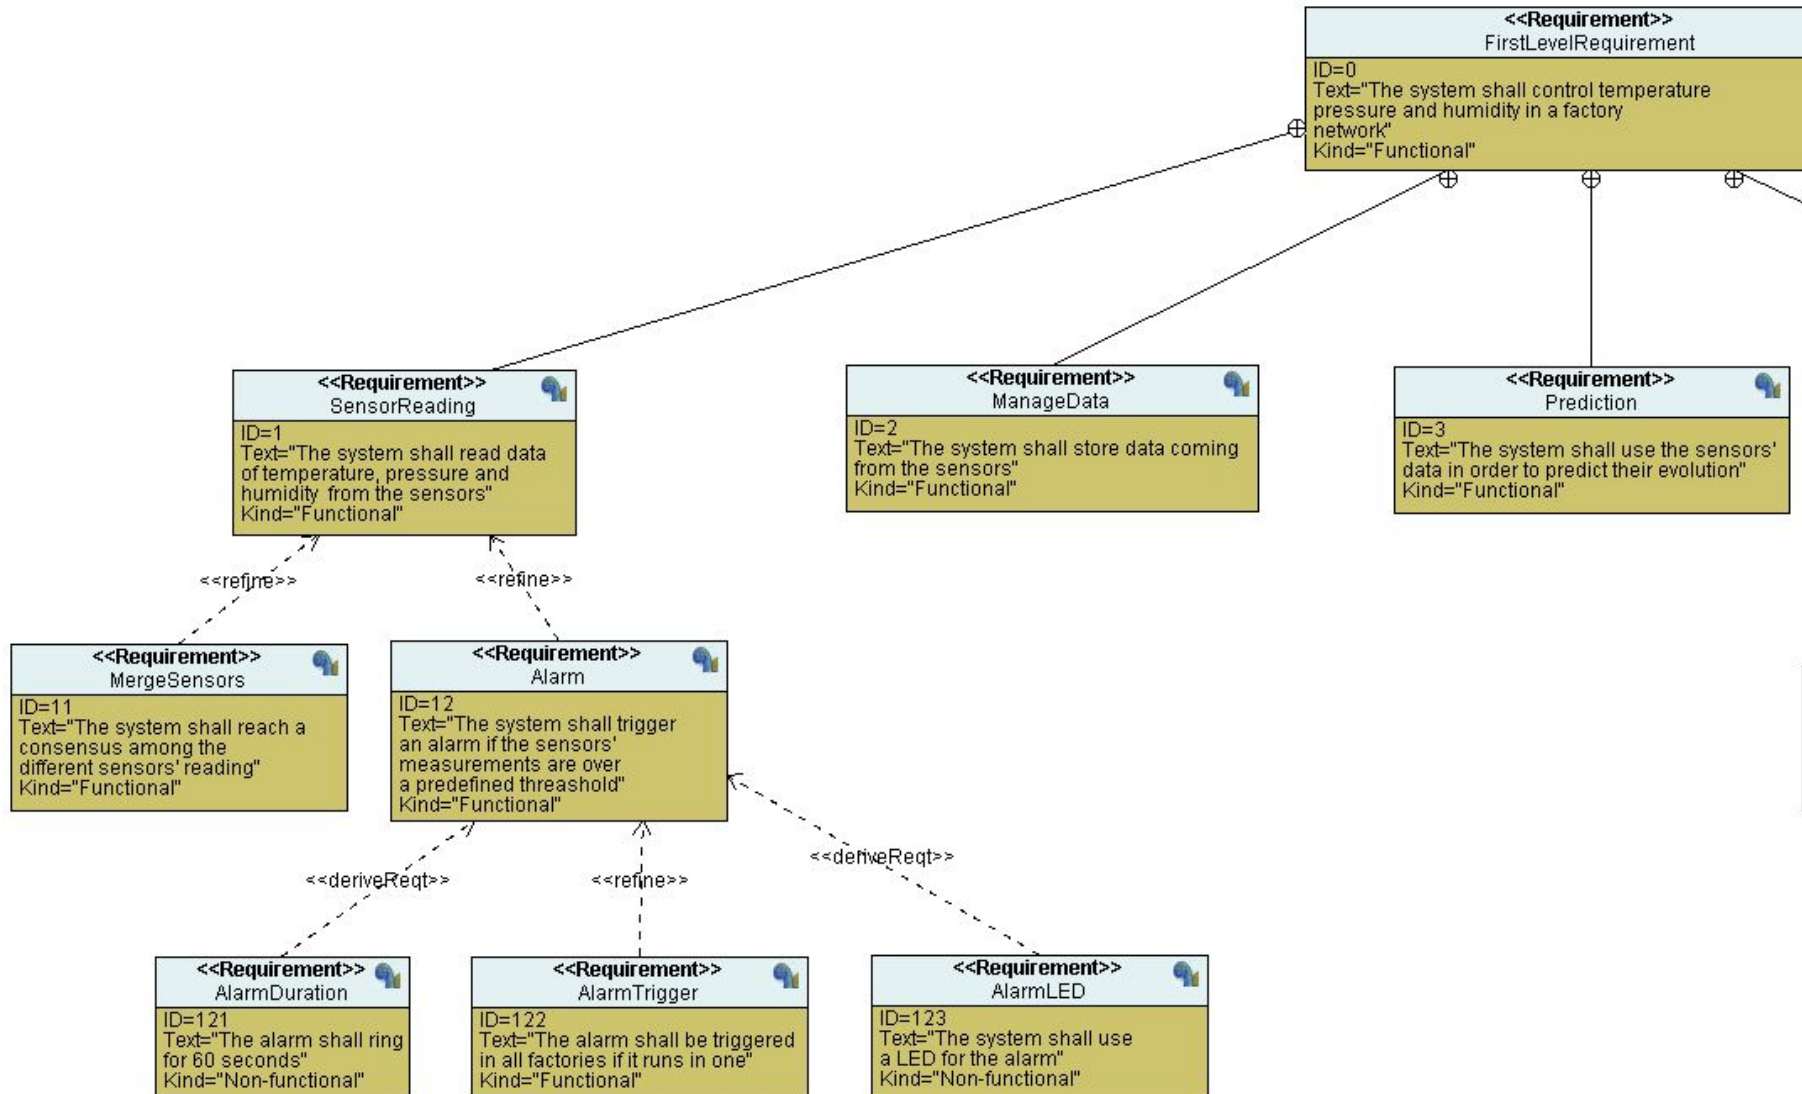 <<Requirement>>
FirstLevelRequirement
ID=0
Text="The system shall control temperature
pressure and humidity in a factory
network"
Kind="Functional"
<<Requirement>>
SensorReading
ID=1
Text="The system shall read data
of temperature, pressure and
humidity from the sensors"
Kind="Functional"
<<Requirement>>
ManageData
ID=2
Text="The system shall store data coming
from the sensors"
Kind="Functional"
<<Requirement>>
Prediction
ID=3
Text="The system shall use the sensors'
data in order to predict their evolution"
Kind="Functional"
<<refine>>
<<refine>>
<<Requirement>>
MergeSensors
ID=11
Text="The system shall reach a
consensus among the
different sensors' reading"
Kind="Functional"
<<Requirement>>
Alarm
ID=12
Text="The system shall trigger
an alarm if the sensors'
measurements are over
a predefined threashold"
Kind="Functional"
<<deriveReqt>>
<<refine>>
<<deriveReqt>>
<<Requirement>>
AlarmDuration
ID=121
Text="The alarm shall ring
for 60 seconds"
Kind="Non-functional"
<<Requirement>>
AlarmTrigger
ID=122
Text="The alarm shall be triggered
in all factories if it runs in one"
Kind="Functional"
<<Requirement>>
AlarmLED
ID=123
Text="The system shall use
a LED for the alarm"
Kind="Non-functional"